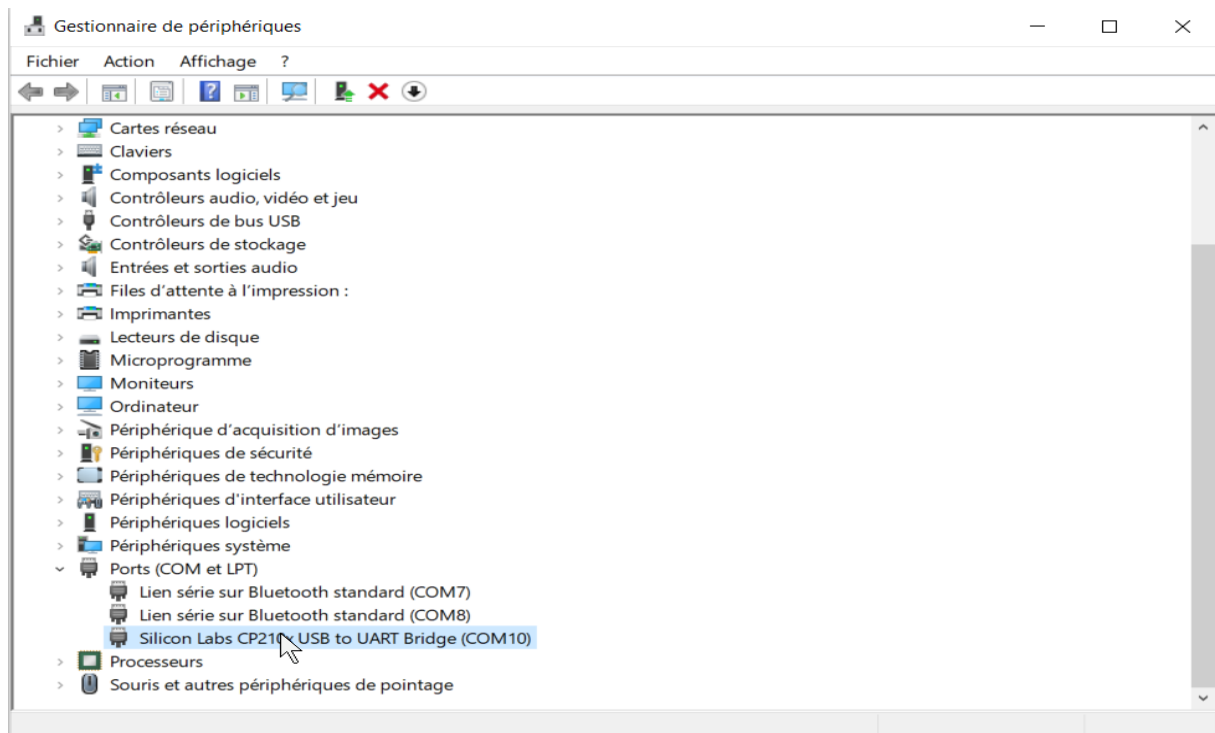 Gestionnaire de périphériques
Fichier Action Affichage ?
Cartes réseau
Claviers
Composants logiciels
Contrôleurs audio, vidéo et jeu
Contrôleurs de bus USB
Contrôleurs de stockage
Entrées et sorties audio
Files d’attente à l’impression :
Imprimantes
Lecteurs de disque
Microprogramme
Moniteurs
Ordinateur
Périphérique d’acquisition d’images
Périphériques de sécurité
Périphériques de technologie mémoire
Périphériques d'interface utilisateur
Périphériques logiciels
Périphériques système
Ports (COM et LPT)
Lien série sur Bluetooth standard (COM7)
Lien série sur Bluetooth standard (COM8)
Silicon Labs CP210x USB to UART Bridge (COM10)
Processeurs
Souris et autres périphériques de pointage